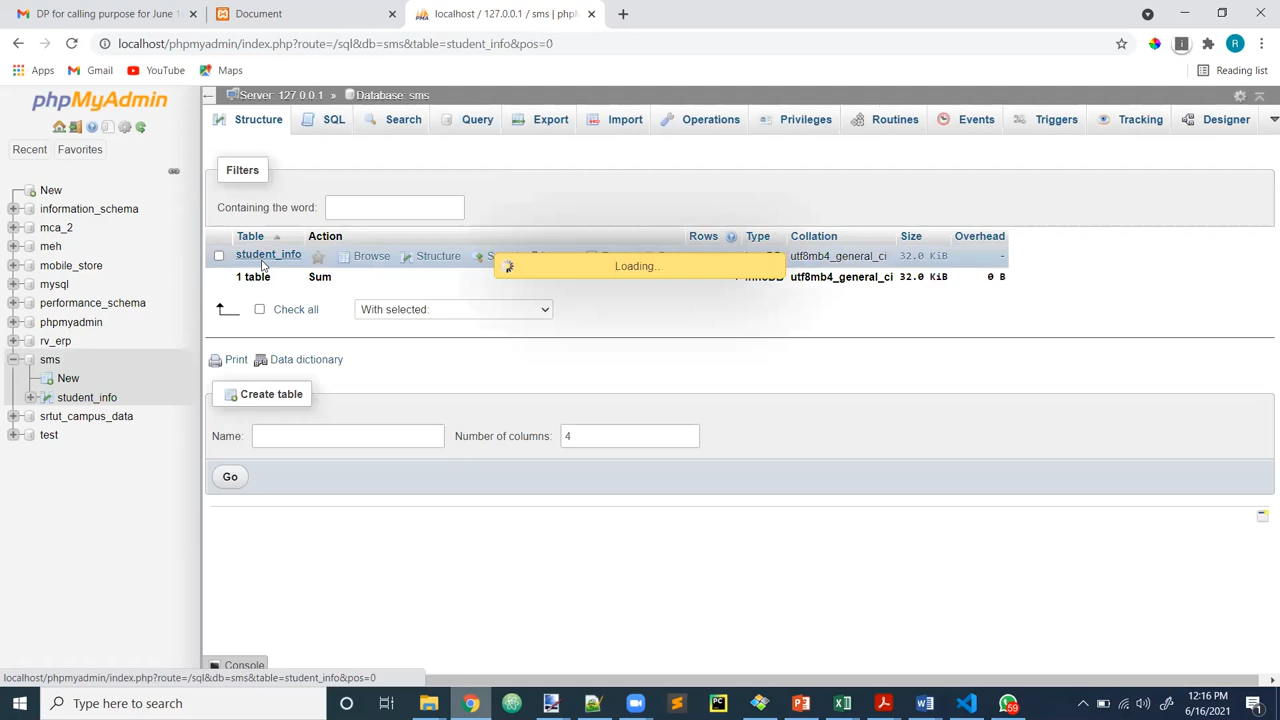 DP for calling purpose for June 1
Document
localhost / 127.0.0.1 / sms | phpM
localhost/phpmyadmin/index.php?route=/sql&db=sms&table=student_info&pos=0
R
Apps
Gmail
YouTube
Maps
Reading list
phpMyAdmin
Server: 127.0.0.1 » Database: sms
Structure
SQL
Search
Query
Export
Import
Operations
Privileges
Routines
Events
Triggers
Tracking
Designer
Recent
Favorites
Filters
New
information_schema
mca_2
meh
mobile_store
mysql
performance_schema
phpmyadmin
rv_erp
sms
New
student_info
srtut_campus_data
test
Containing the word:
Table Action Rows Type Collation Size Overhead
student_info Browse Structure utf8mb4_general_ci 32.0 KiB -
Loading..
1 table Sum InnoDB utf8mb4_general_ci 32.0 KiB 0 B
Check all
With selected:
Print
Data dictionary
Create table
Name:
Number of columns: 4
Go
Console
localhost/phpmyadmin/index.php?route=/sql&db=sms&table=student_info&pos=0
Type here to search
PC
59
12:16 PM
6/16/2021
1